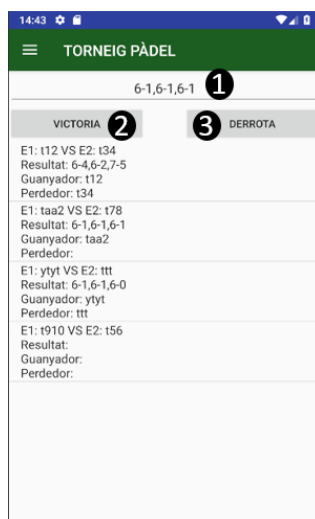 14:43
TORNEIG PÀDEL
6-1,6-1,6-1 1
VICTORIA 2 3 DERROTA
E1: t12 VS E2: t34
Resultat: 6-4,6-2,7-5
Guanyador: t12
Perdedor: t34
E1: taa2 VS E2: t78
Resultat: 6-1,6-1,6-1
Guanyador: taa2
Perdedor:
E1: ytyt VS E2: ttt
Resultat: 6-1,6-1,6-0
Guanyador: ytyt
Perdedor: ttt
E1: t910 VS E2: t56
Resultat:
Guanyador:
Perdedor: